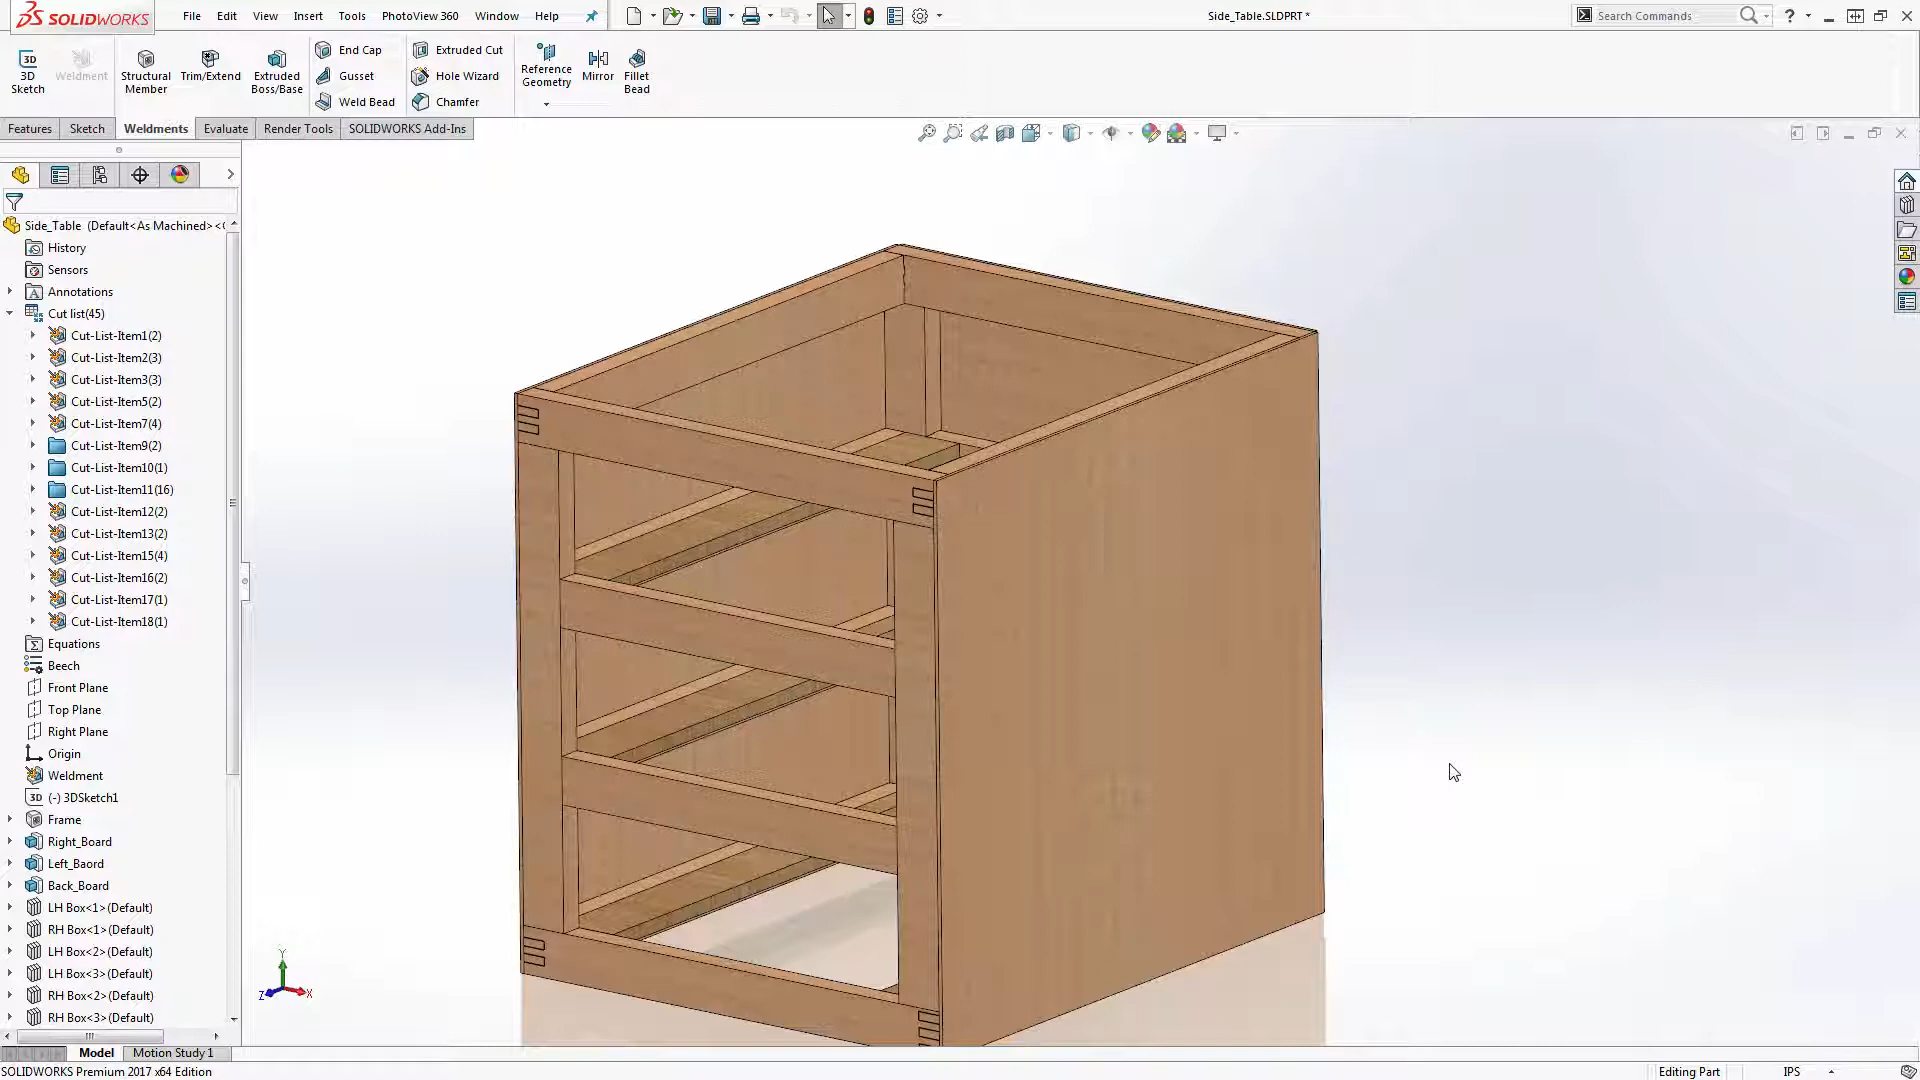 SOLIDWORKS
File Edit View Insert Tools PhotoView 360 Window Help
Side_Table.SLDPRT *
Search Commands
?
3D
3D
Sketch
Weldment
Structural
Member
Trim/Extend
Extruded
Boss/Base
End Cap
Gusset
Weld Bead
Extruded Cut
Hole Wizard
Chamfer
Reference
Geometry
Mirror
Fillet
Bead
Features Sketch Weldments Evaluate Render Tools SOLIDWORKS Add-Ins
Side_Table (Default<As Machined><
History
Sensors
Annotations
Cut list(45)
Cut-List-Item1(2)
Cut-List-Item2(3)
Cut-List-Item3(3)
Cut-List-Item5(2)
Cut-List-Item7(4)
Cut-List-Item9(2)
Cut-List-Item10(1)
Cut-List-Item11(16)
Cut-List-Item12(2)
Cut-List-Item13(2)
Cut-List-Item15(4)
Cut-List-Item16(2)
Cut-List-Item17(1)
Cut-List-Item18(1)
Equations
Beech
Front Plane
Top Plane
Right Plane
Origin
Weldment
3D (-) 3DSketch1
Frame
Right_Board
Left_Baord
Back_Board
LH Box<1>(Default)
RH Box<1>(Default)
LH Box<2>(Default)
LH Box<3>(Default)
RH Box<2>(Default)
RH Box<3>(Default)
Y
Z X
Model Motion Study 1
SOLIDWORKS Premium 2017 x64 Edition
Editing Part IPS